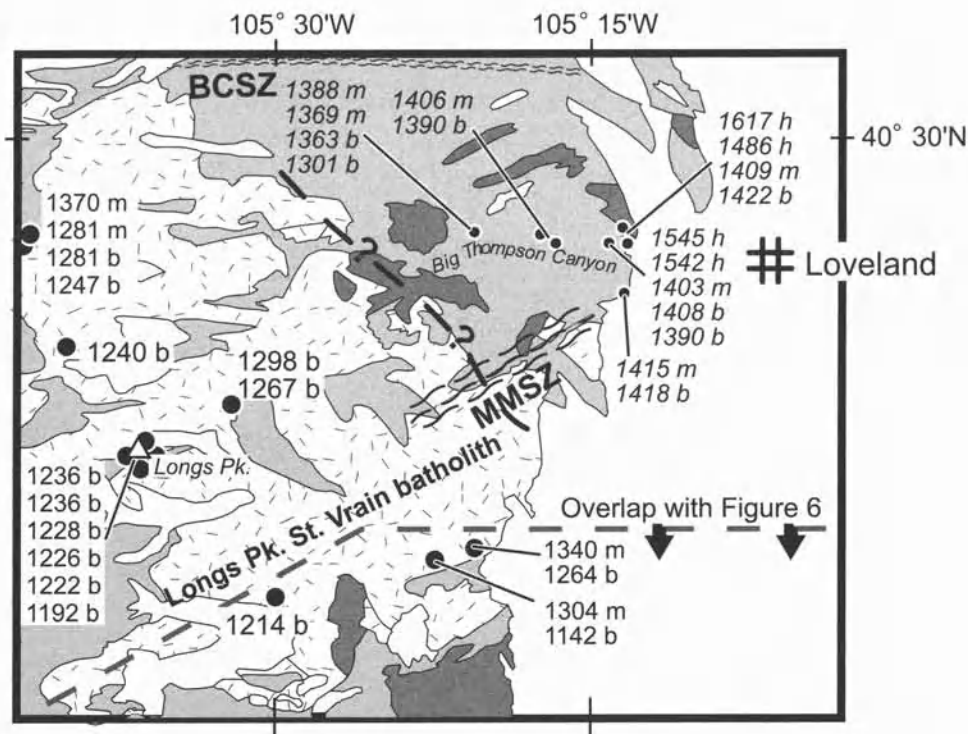 105° 30'W
105° 15'W
BCSZ
1388 m
1369 m
1363 b
1301 b
1406 m
1390 b
1617 h
1486 h
1409 m
1422 b
40° 30' N
1370 m
1281 m
1281 b
1247 b
?
Big Thompson Canyon
1545 h
1542 h
1403 m
1408 b
1390 b
Loveland
1240 b
1298 b
1267 b
?
MMSZ
1415 m
1418 b
Longs Pk.
1236 b
1236 b
1228 b
1226 b
1222 b
1192 b
Longs Pk. St. Vrain batholith
Overlap with Figure 6
1340 m
1264 b
1304 m
1142 b
1214 b